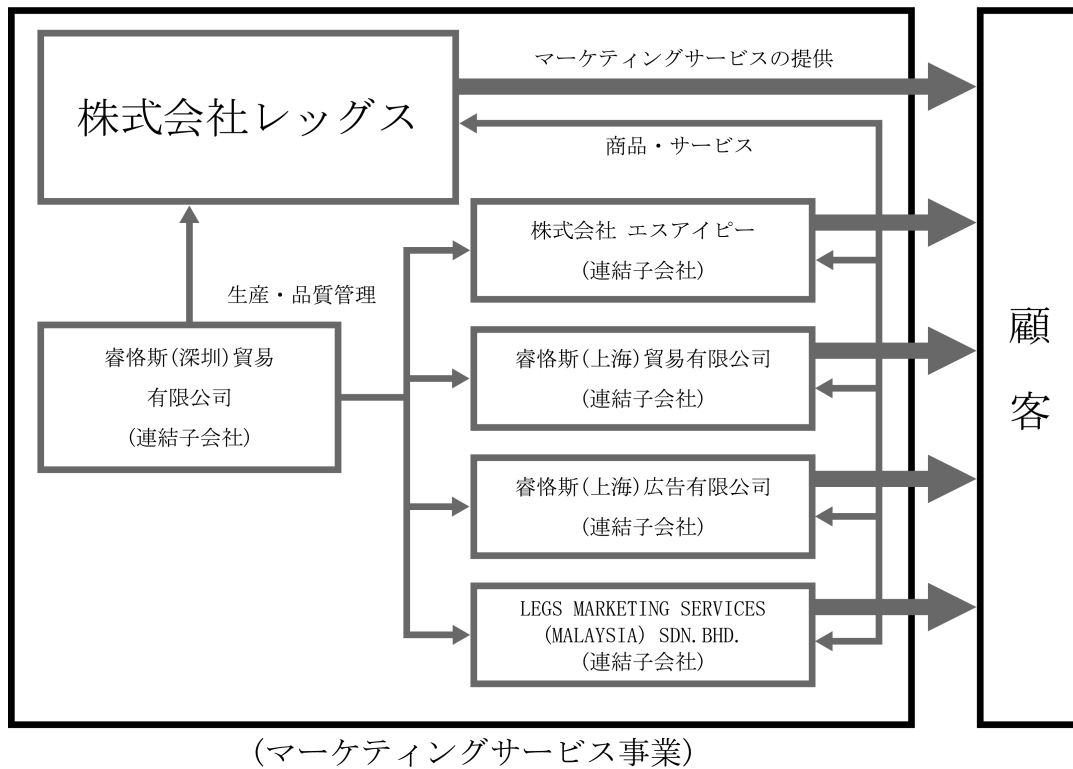 マーケティングサービスの提供
株式会社レッグス
商品・サービス
株式会社 エスアイピー
(連結子会社)
生産・品質管理
睿恪斯(深圳)貿易
有限公司
(連結子会社)
睿恪斯(上海)貿易有限公司
(連結子会社)
睿恪斯(上海)広告有限公司
(連結子会社)
LEGS MARKETING SERVICES
(MALAYSIA) SDN.BHD.
(連結子会社)
顧
客
(マーケティングサービス事業)